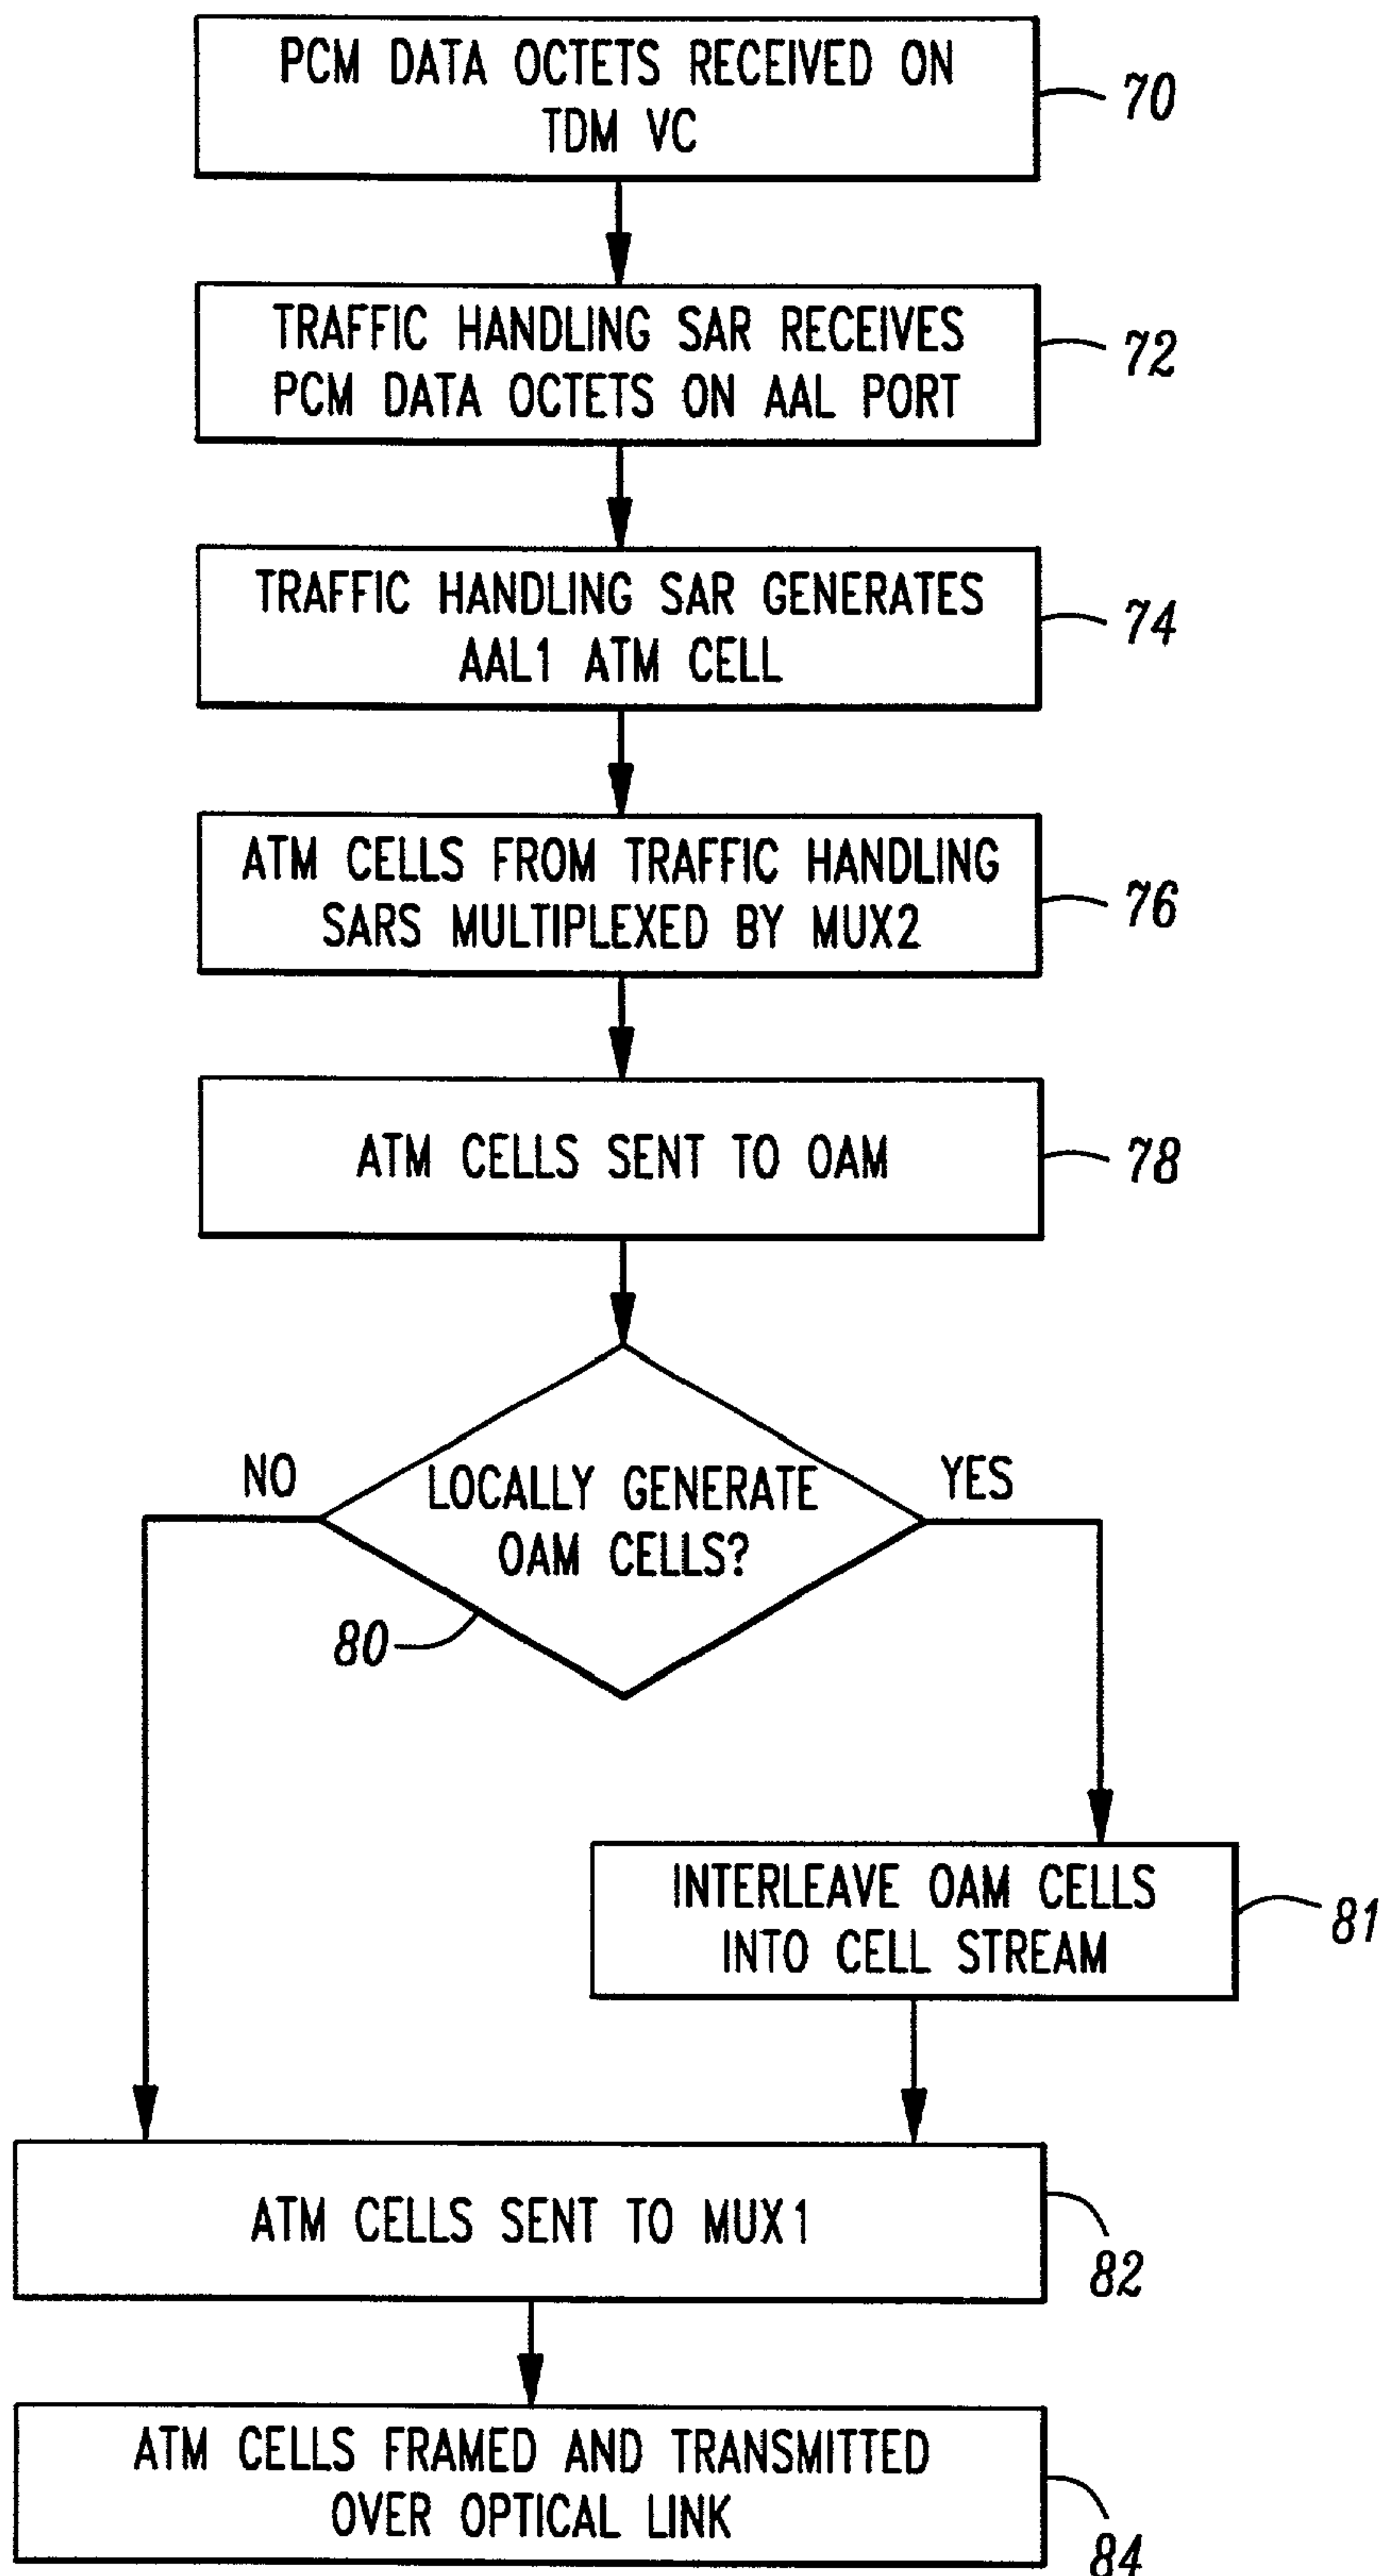 PCM DATA OCTETS RECEIVED ON
TDM VC
70
TRAFFIC HANDLING SAR RECEIVES
PCM DATA OCTETS ON AAL PORT
72
TRAFFIC HANDLING SAR GENERATES
AAL1 ATM CELL
74
ATM CELLS FROM TRAFFIC HANDLING
SARS MULTIPLEXED BY MUX2
76
ATM CELLS SENT TO OAM
78
NO
LOCALLY GENERATE
OAM CELLS?
YES
80
INTERLEAVE OAM CELLS
INTO CELL STREAM
81
ATM CELLS SENT TO MUX1
82
ATM CELLS FRAMED AND TRANSMITTED
OVER OPTICAL LINK
84